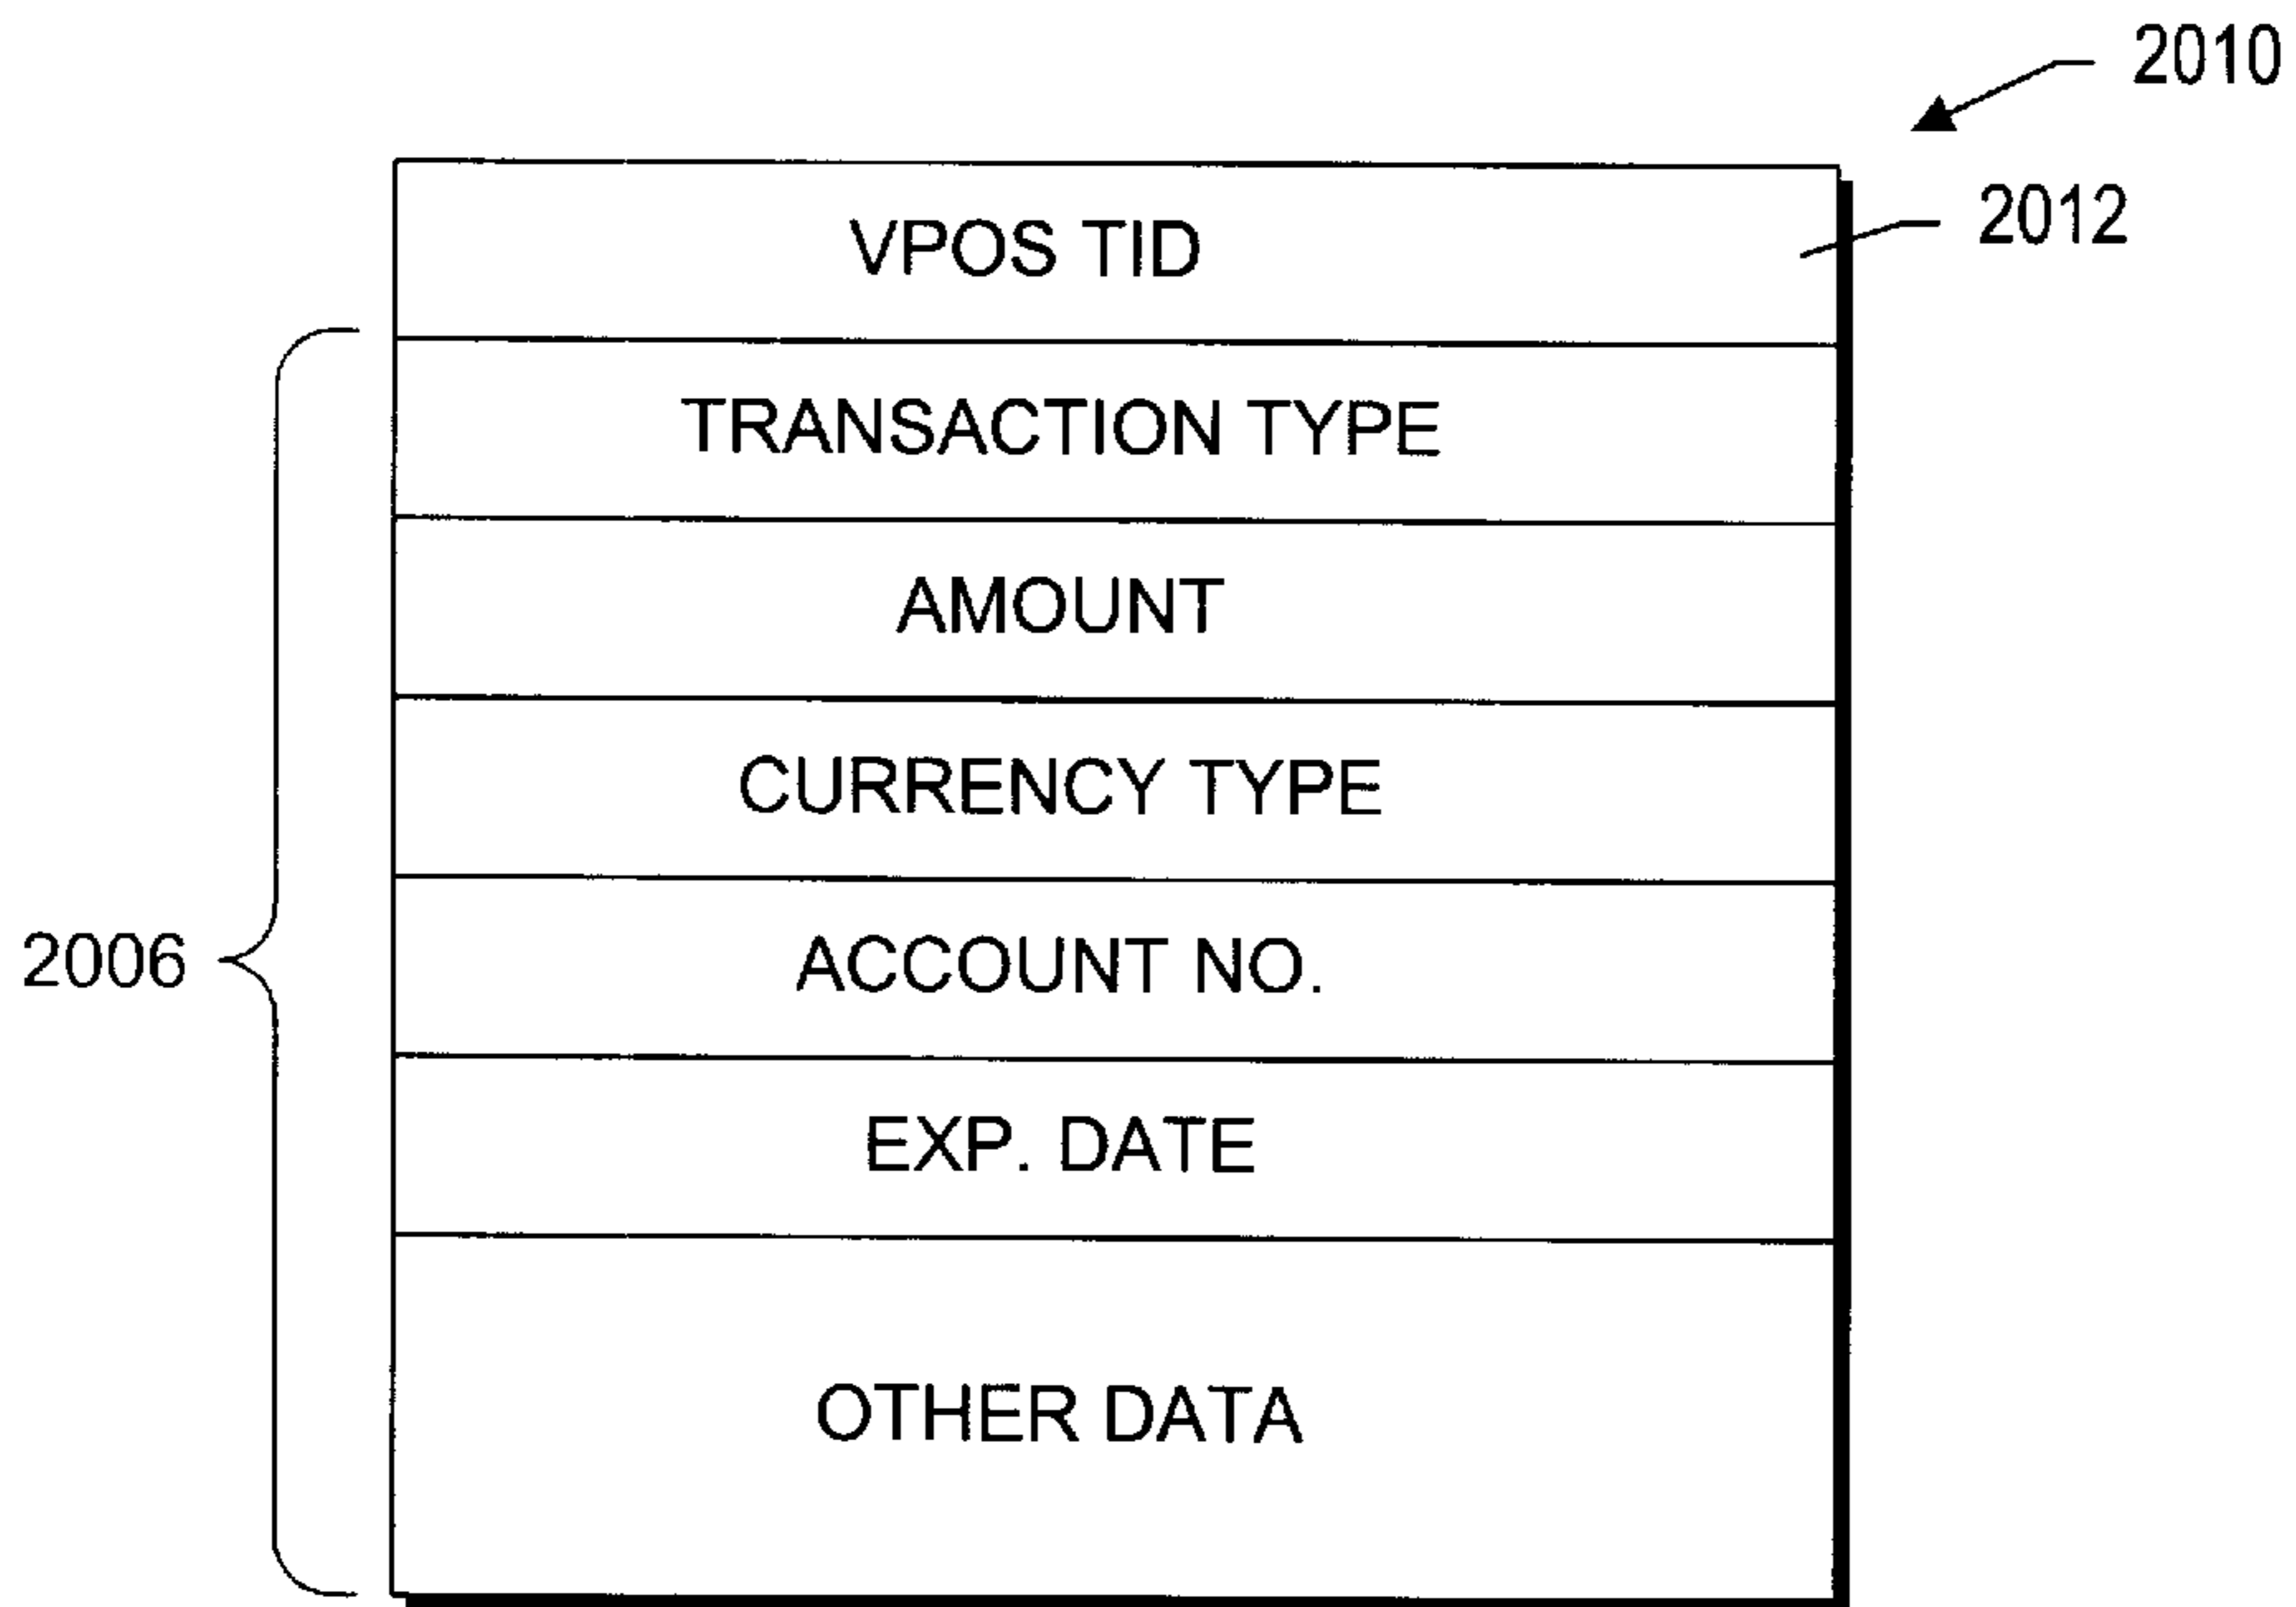 2010
VPOS TID
2012
TRANSACTION TYPE
AMOUNT
CURRENCY TYPE
2006
ACCOUNT NO.
EXP. DATE
OTHER DATA